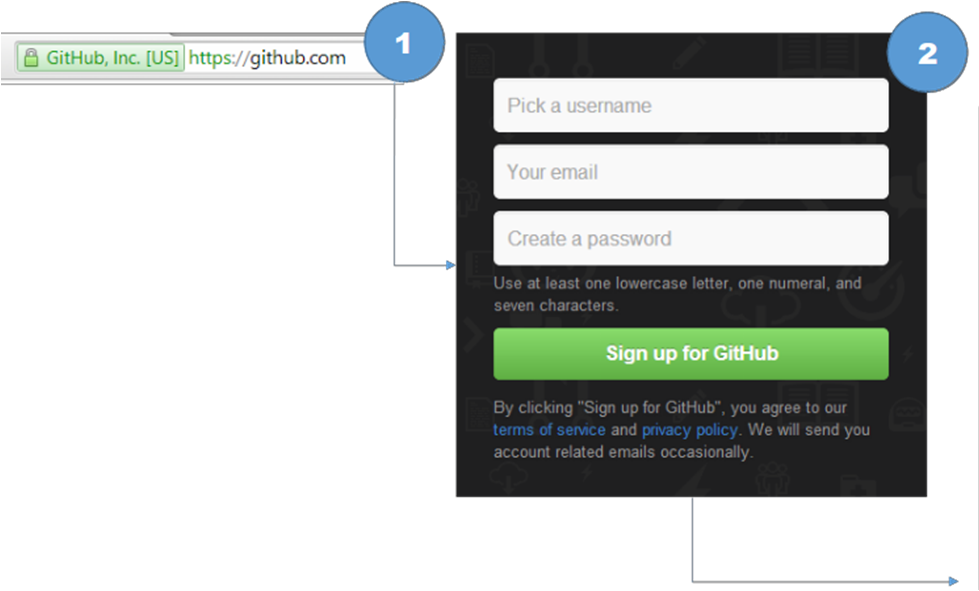 GitHub, Inc. [US] https://github.com
1
2
Pick a username
Your email
Create a password
Use at least one lowercase letter, one numeral, and
seven characters.
Sign up for GitHub
By clicking "Sign up for GitHub", you agree to our
terms of service and privacy policy. We will send you
account related emails occasionally.